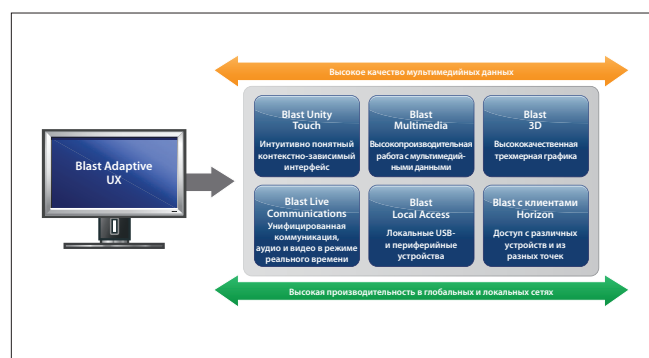 Высокое качество мультимедийных данных
Blast Adaptive
UX
Blast Unity
Touch
Интуитивно понятный
контекстно-зависимый
интерфейс
Blast
Multimedia
Высокопроизводительная
работа с мультимедий-
ными данными
Blast
3D
Высококачественная
трехмерная графика
Blast Live
Communications
Унифицированная
коммуникация,
аудио и видео в режиме
реального времени
Blast
Local Access
Локальные USB-
и периферийные
устройства
Blast с клиентами
Horizon
Доступ с различных
устройств и из
разных точек
Высокая производительность в глобальных и локальных сетях